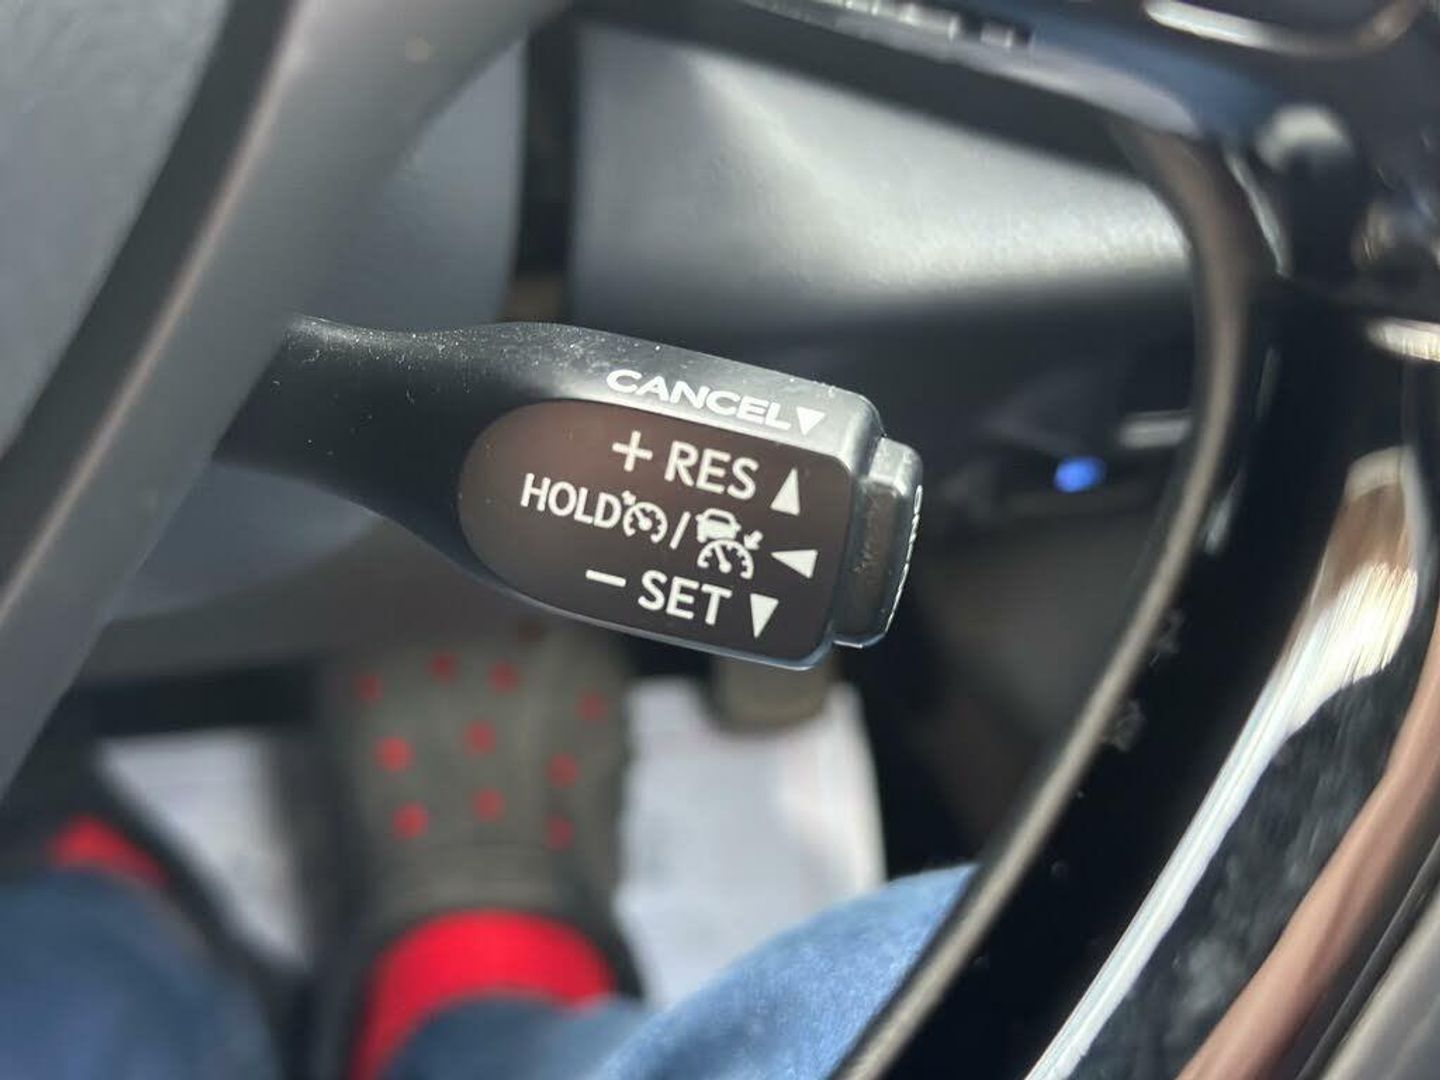 CANCEL
+ RES
HOLD /
- SET